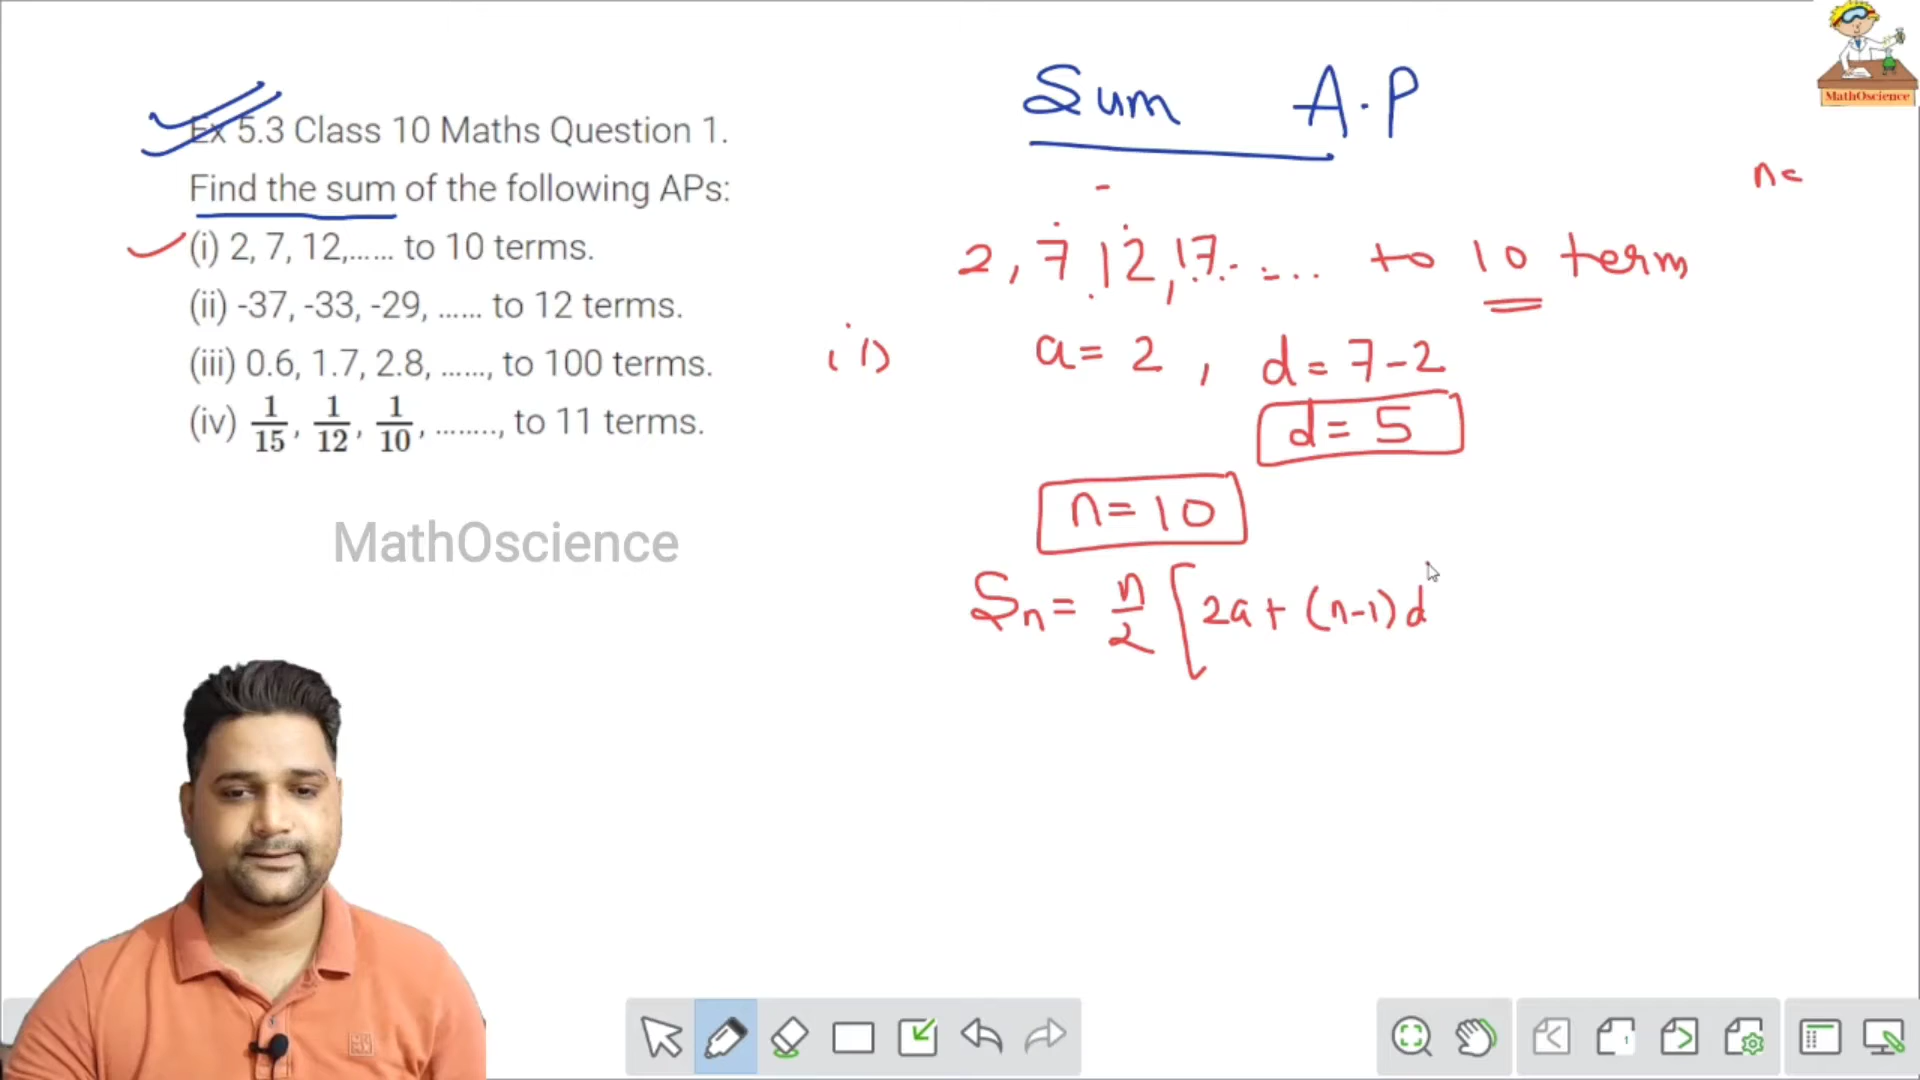 Ex 5.3 Class 10 Maths Question 1.
Find the sum of the following APs:
(i) 2, 7, 12,...... to 10 terms.
(ii) -37, -33, -29, ...... to 12 terms.
(iii) 0.6, 1.7, 2.8, ......, to 100 terms.
(iv) 1/15, 1/12, 1/10, ........, to 11 terms.
MathOscience
Sum A.P
n=
2, 7, 12, 17..... to 10 term
(i) a = 2, d = 7-2
d = 5
n = 10
Sn = n/2 [2a + (n-1)d
MathOscience